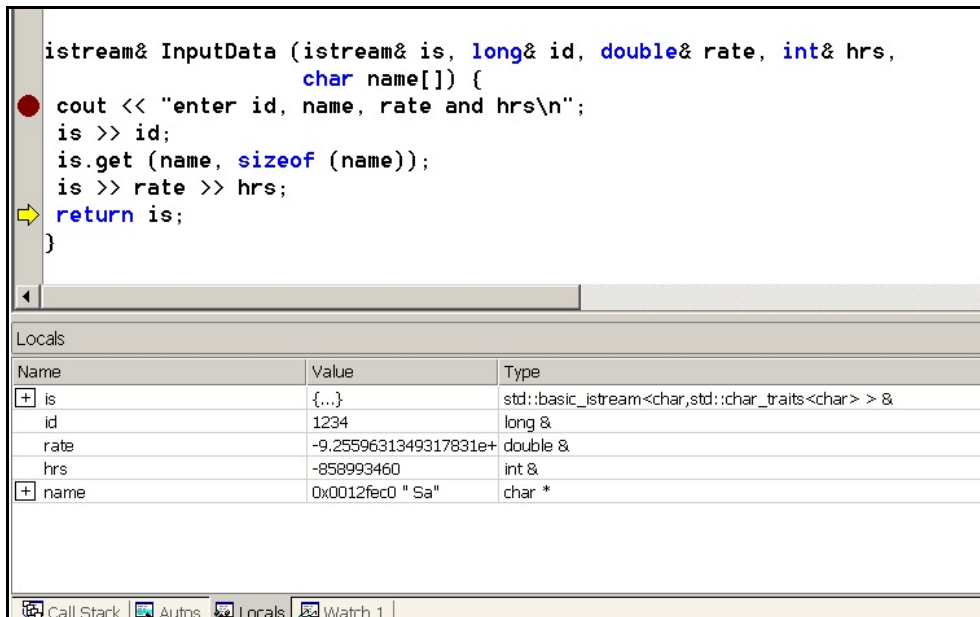 istream& InputData (istream& is, long& id, double& rate, int& hrs,
char name[]) {
cout << "enter id, name, rate and hrs\n";
is >> id;
is.get (name, sizeof (name));
is >> rate >> hrs;
return is;
}
Locals
Name Value Type
is {...} std::basic_istream<char,std::char_traits<char> > &
id 1234 long &
rate -9.2559631349317831e+ double &
hrs -858993460 int &
name 0x0012fec0 " Sa" char *
Call Stack Autos Locals Watch 1